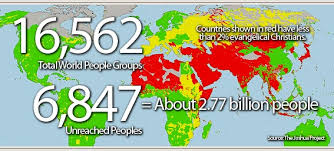 16,562
Total World People Groups
Countries shown in red have less
than 2% evangelical Christians.
6,847 = About 2.77 billion people
Unreached Peoples
Source: The Joshua Project